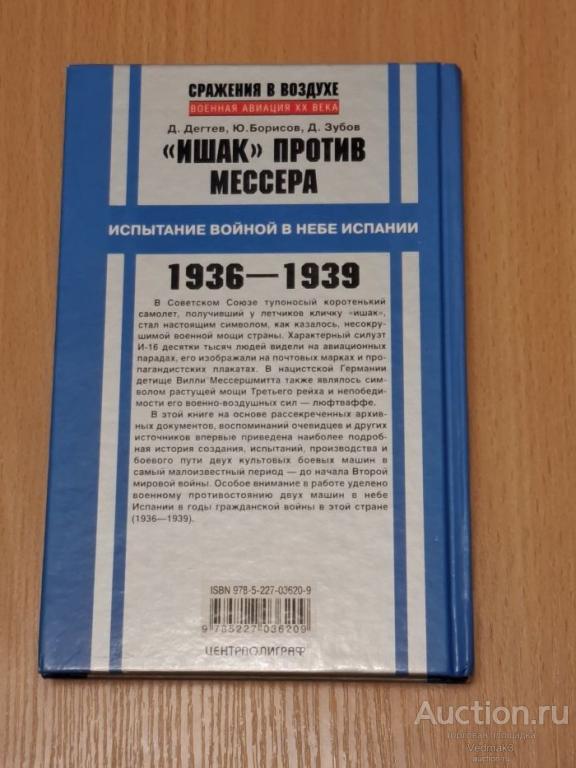 СРАЖЕНИЯ В ВОЗДУХЕ
ВОЕННАЯ АВИАЦИЯ XX ВЕКА
Д. Дегтев, Ю.Борисов, Д. Зубов
«ИШАК» ПРОТИВ
МЕССЕРА
ИСПЫТАНИЕ ВОЙНОЙ В НЕБЕ ИСПАНИИ
1936—1939
В Советском Союзе тупоносый коротенький
самолет, получивший у летчиков кличку «ишак»,
стал настоящим символом, как казалось, несокру-
шимой военной мощи страны. Характерный силуэт
И-16 десятки тысяч людей видели на авиационных
парадах, его изображали на почтовых марках и про-
пагандистских плакатах. В нацистской Германии
детище Вилли Мессершмитта также являлось сим-
волом растущей мощи Третьего рейха и непобеди-
мости его военно-воздушных сил — люфтваффе.
В этой книге на основе рассекреченных архив-
ных документов, воспоминаний очевидцев и других
источников впервые приведена наиболее подроб-
ная история создания, испытаний, производства и
боевого пути двух культовых боевых машин в
самый малоизвестный период — до начала Второй
мировой войны. Особое внимание в работе уделено
военному противостоянию двух машин в небе
Испании в годы гражданской войны в этой стране
(1936—1939).
ISBN 978-5-227-03620-9
9 785227 036209
ЦЕНТРПОЛИГРАФ
Auction.ru
торговая площадка
Vedmak3
auction.ru